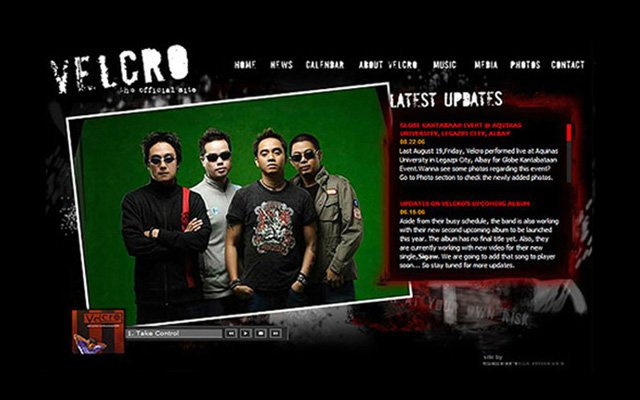 VELCRO
the official site
HOME NEWS CALENDAR ABOUT VELCRO MUSIC MEDIA PHOTOS CONTACT
LATEST UPDATES
GLOBE KANTABAAN EVENT @ AQUINAS
UNIVERSITY, LEGAZPI CITY, ALBAY
08.22.06
Last August 19,Friday, Velcro performed live at Aquinas
University in Legazpi City, Albay for Globe Kantabataan
Event.Wanna see some photos regarding this event?
Go to Photo section to check the newly added photos.
UPDATES ON VELCRO'S UPCOMING ALBUM
06.15.06
Aside from their busy schedule, the band is also working
with their new second upcoming album to be launched
this year. The album has no final title yet. Also, they
are currently working with new video for their new
single,Sigaw. We are going to add that song to player
soon... So stay tuned for more updates.
AT YOUR OWN RISK
VELCRO
1. Take Control
site by